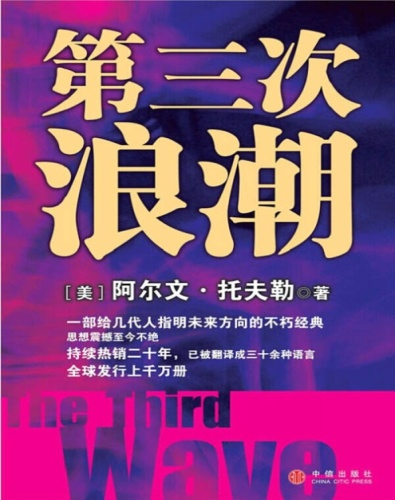 第三次
浪潮
[美] 阿尔文·托夫勒◎著
一部给几代人指明未来方向的不朽经典
思想震撼至今不绝
持续热销二十年，已被翻译成三十余种语言
全球发行上千万册
The Third
Wave
中信出版社
CHINA CITIC PRESS